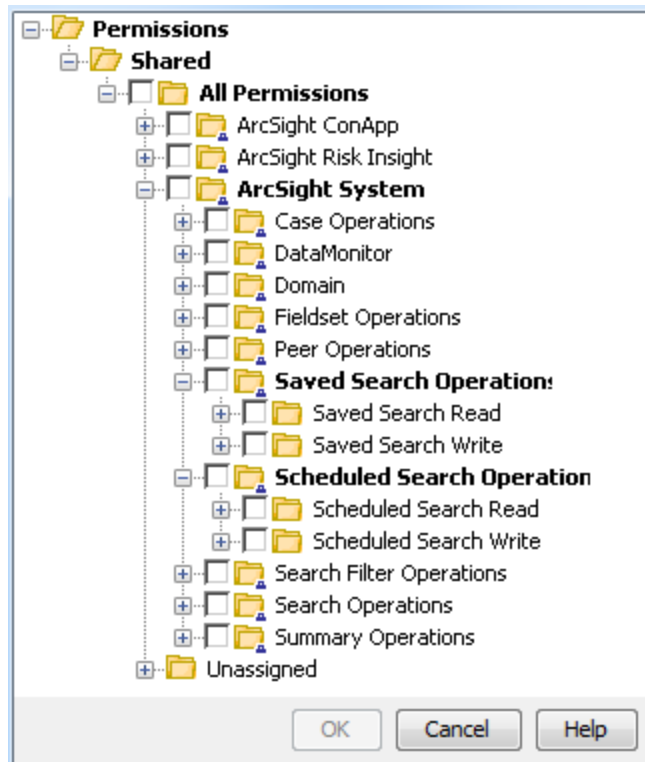 Permissions
Shared
All Permissions
ArcSight ConApp
ArcSight Risk Insight
ArcSight System
Case Operations
DataMonitor
Domain
Fieldset Operations
Peer Operations
Saved Search Operations
Saved Search Read
Saved Search Write
Scheduled Search Operation
Scheduled Search Read
Scheduled Search Write
Search Filter Operations
Search Operations
Summary Operations
Unassigned
OK Cancel Help